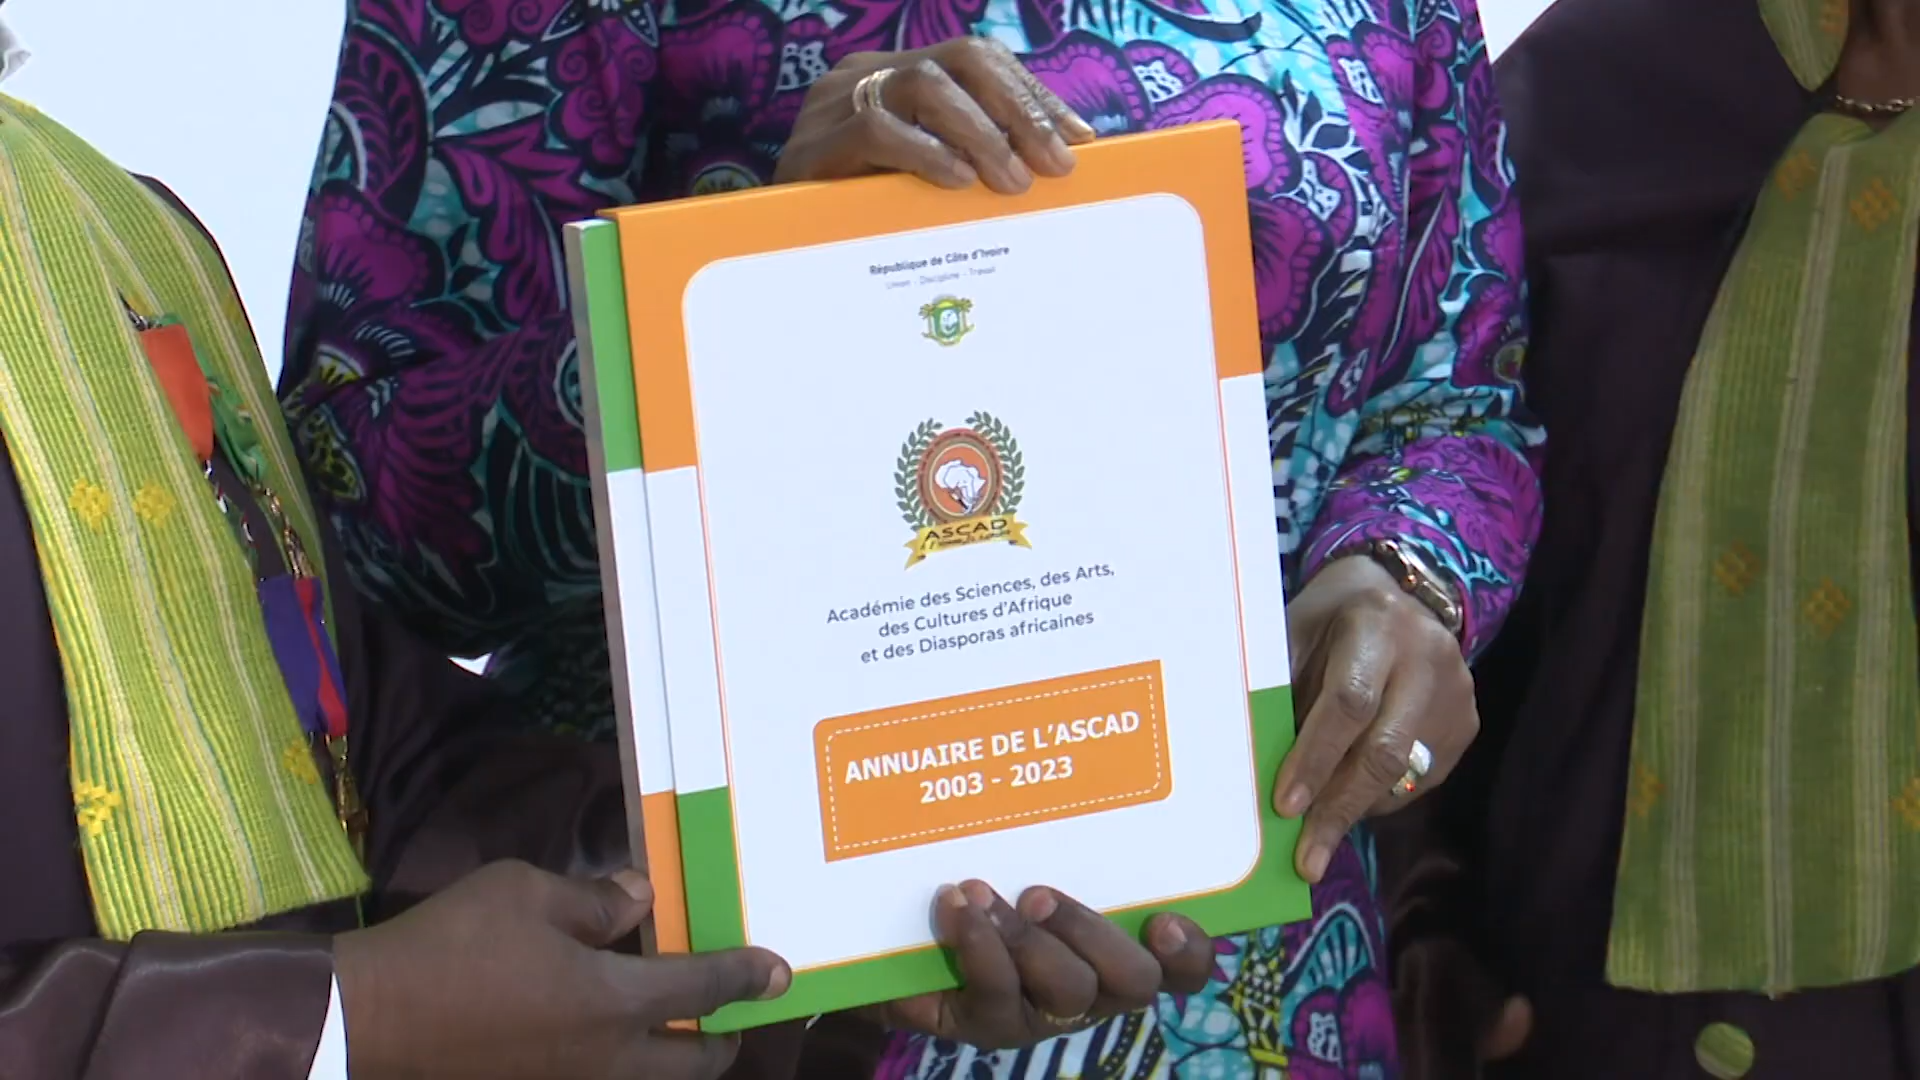 République de Côte d'Ivoire
Union - Discipline - Travail
ASCAD
Académie des Sciences, des Arts,
des Cultures d'Afrique
et des Diasporas africaines
ANNUAIRE DE L'ASCAD
2003 - 2023